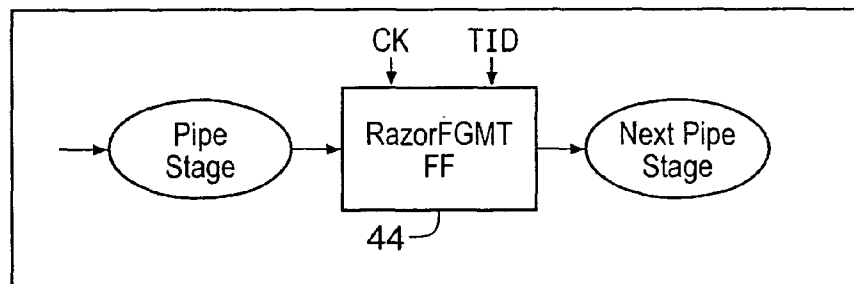 CK TID
Pipe
Stage
RazorFGMT
FF
Next Pipe
Stage
44